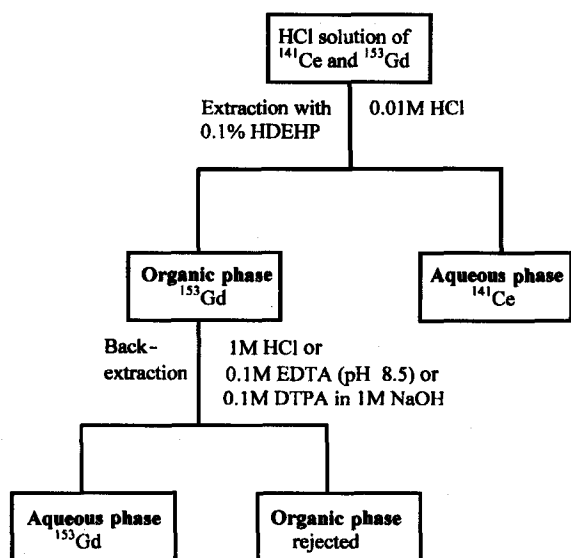 HCl solution of
¹⁴¹Ce and ¹⁵³Gd
Extraction with
0.1% HDEHP
0.01M HCl
Organic phase
¹⁵³Gd
Aqueous phase
¹⁴¹Ce
Back-
extraction
1M HCl or
0.1M EDTA (pH 8.5) or
0.1M DTPA in 1M NaOH
Aqueous phase
¹⁵³Gd
Organic phase
rejected